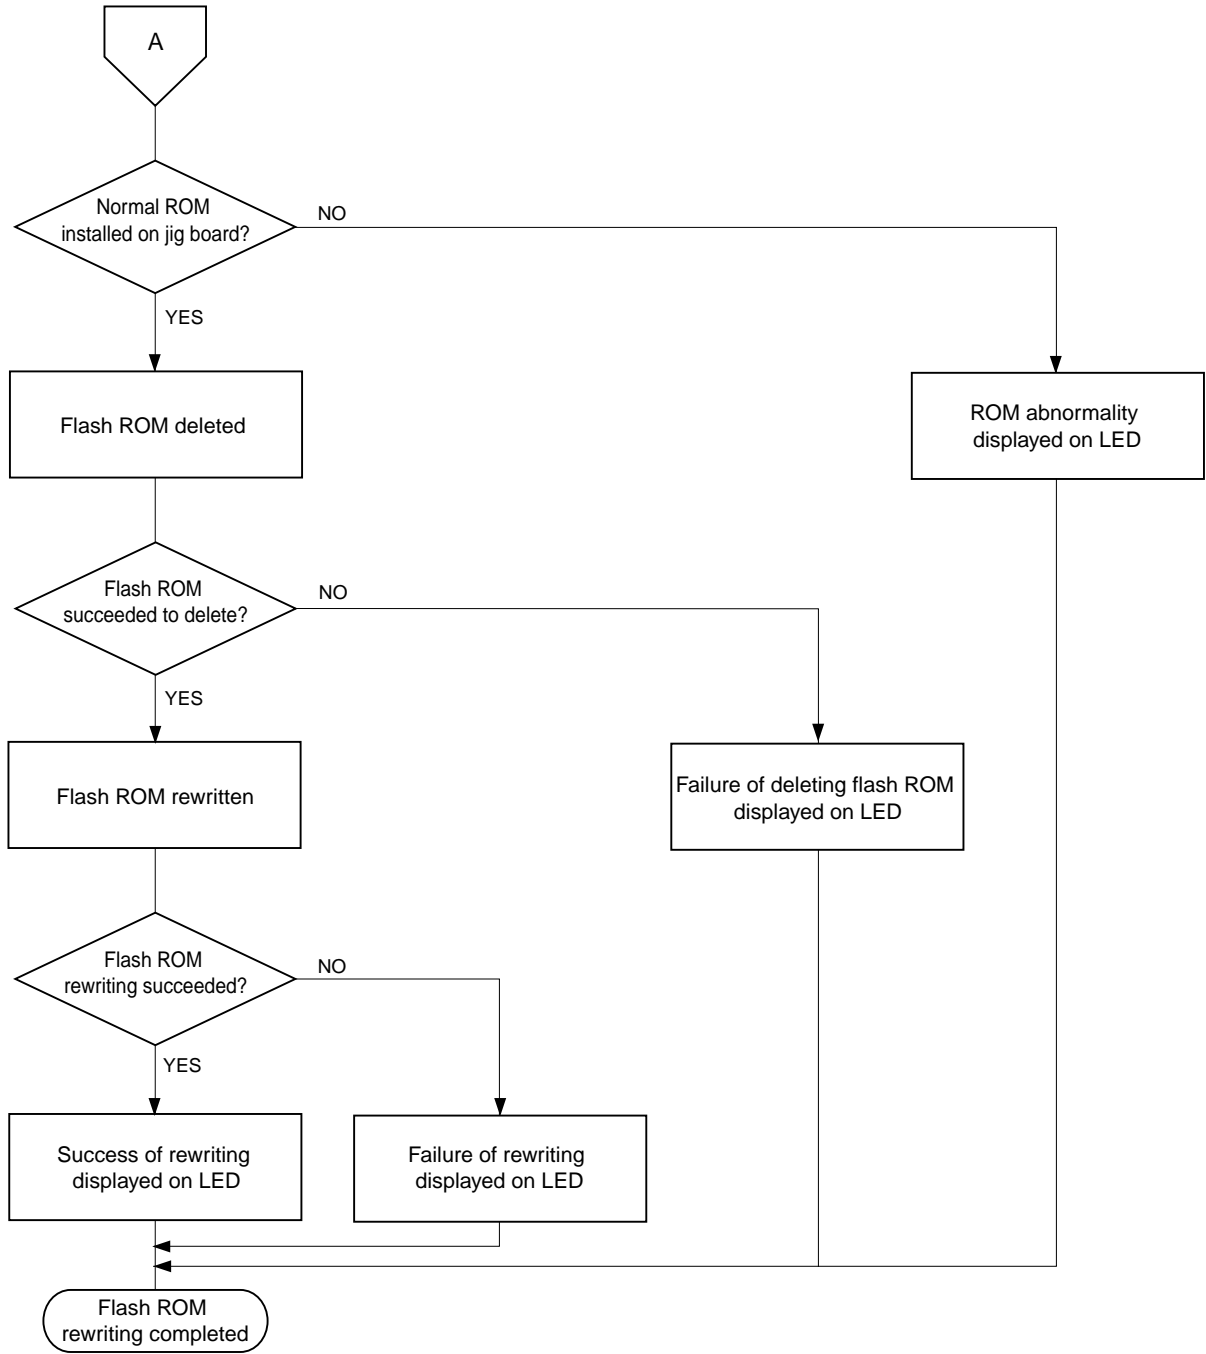 A
Normal ROM
installed on jig board?
NO
YES
Flash ROM deleted
ROM abnormality
displayed on LED
Flash ROM
succeeded to delete?
NO
YES
Flash ROM rewritten
Failure of deleting flash ROM
displayed on LED
Flash ROM
rewriting succeeded?
NO
YES
Success of rewriting
displayed on LED
Failure of rewriting
displayed on LED
Flash ROM
rewriting completed